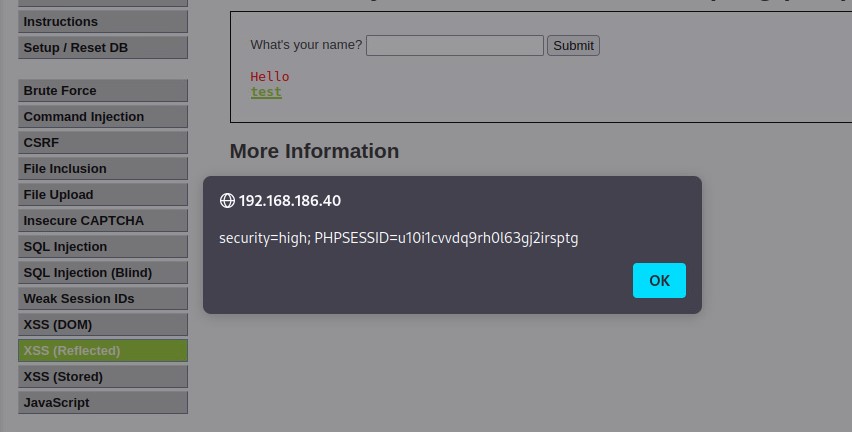 Instructions
Setup / Reset DB
Brute Force
Command Injection
CSRF
File Inclusion
File Upload
Insecure CAPTCHA
SQL Injection
SQL Injection (Blind)
Weak Session IDs
XSS (DOM)
XSS (Reflected)
XSS (Stored)
JavaScript
What's your name? Submit
Hello
test
More Information
192.168.186.40
security=high; PHPSESSID=u10i1cvvdq9rh0l63gj2irsptg
OK